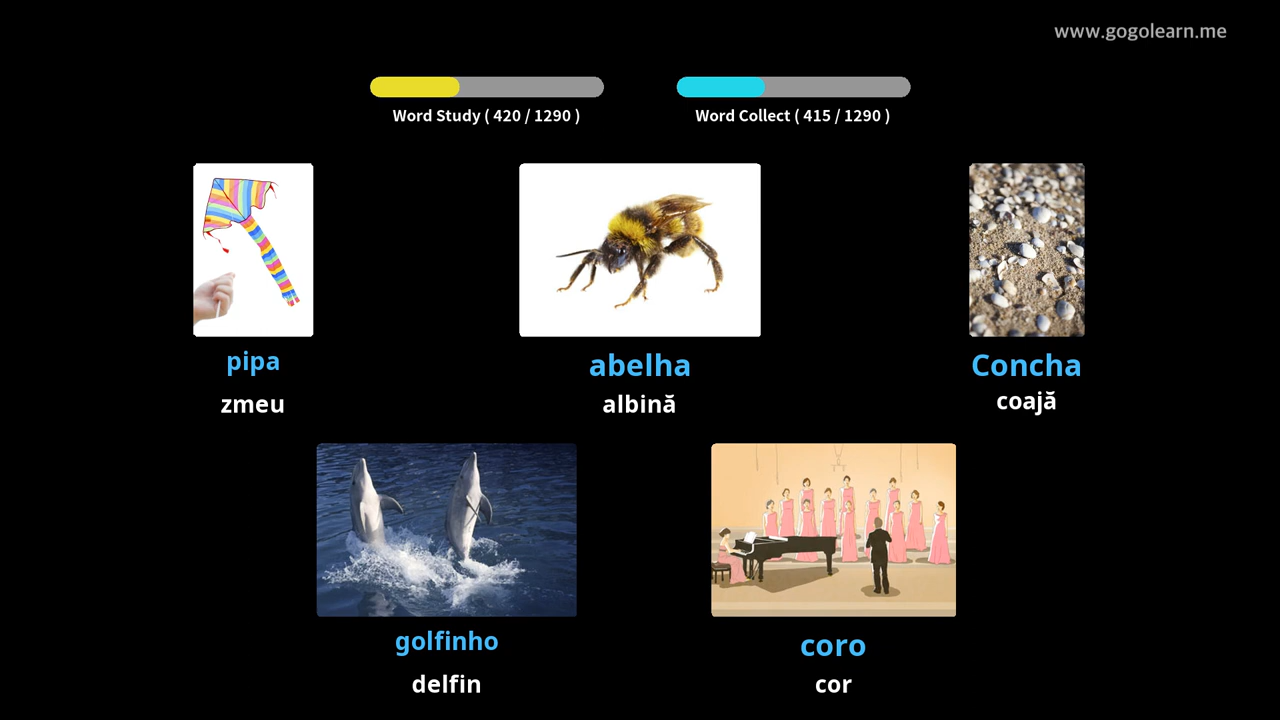 www.gogolearn.me
Word Study ( 420 / 1290 )
Word Collect ( 415 / 1290 )
pipa
zmeu
abelha
albină
Concha
coajă
golfinho
delfin
coro
cor